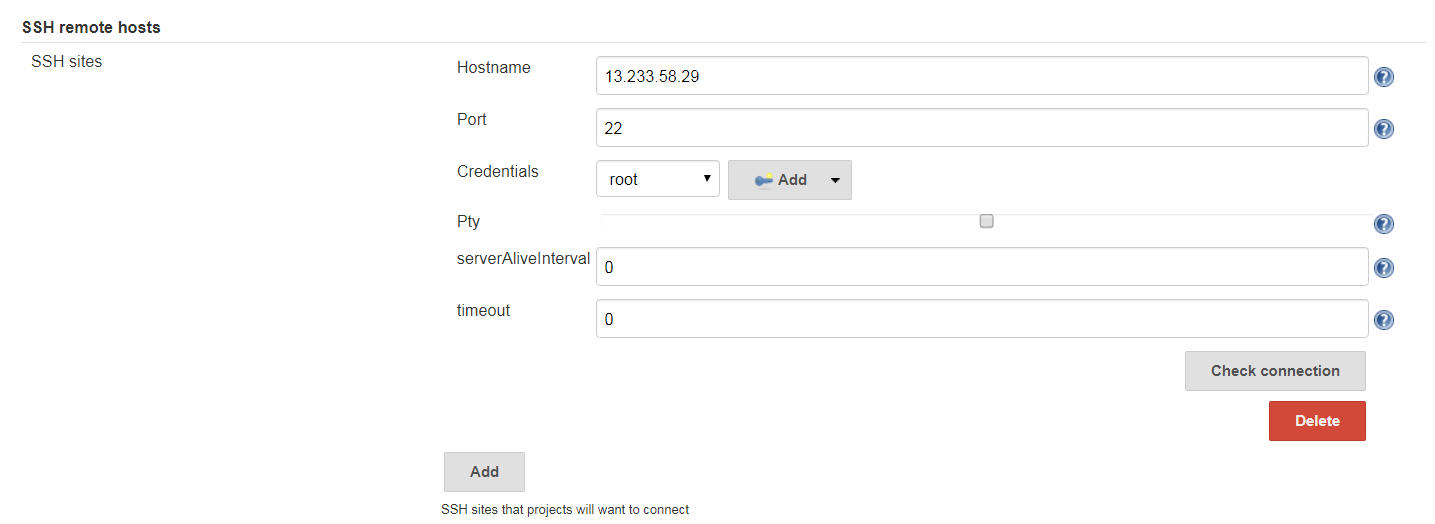 SSH remote hosts
SSH sites
Hostname
13.233.58.29
Port
22
Credentials
root
Add
Pty
serverAliveInterval
0
timeout
0
Check connection
Delete
Add
SSH sites that projects will want to connect